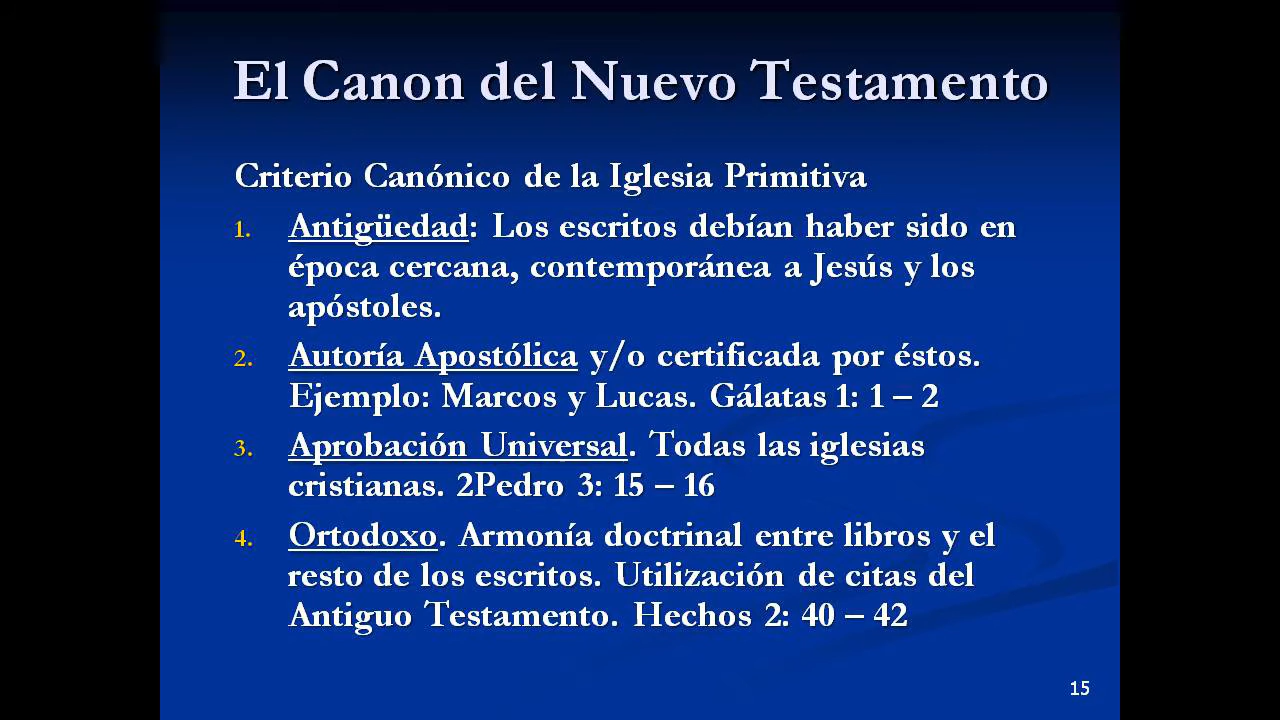 El Canon del Nuevo Testamento
Criterio Canónico de la Iglesia Primitiva
1. Antigüedad: Los escritos debían haber sido en
época cercana, contemporánea a Jesús y los
apóstoles.
2. Autoría Apostólica y/o certificada por éstos.
Ejemplo: Marcos y Lucas. Gálatas 1: 1 – 2
3. Aprobación Universal. Todas las iglesias
cristianas. 2Pedro 3: 15 – 16
4. Ortodoxo. Armonía doctrinal entre libros y el
resto de los escritos. Utilización de citas del
Antiguo Testamento. Hechos 2: 40 – 42
15